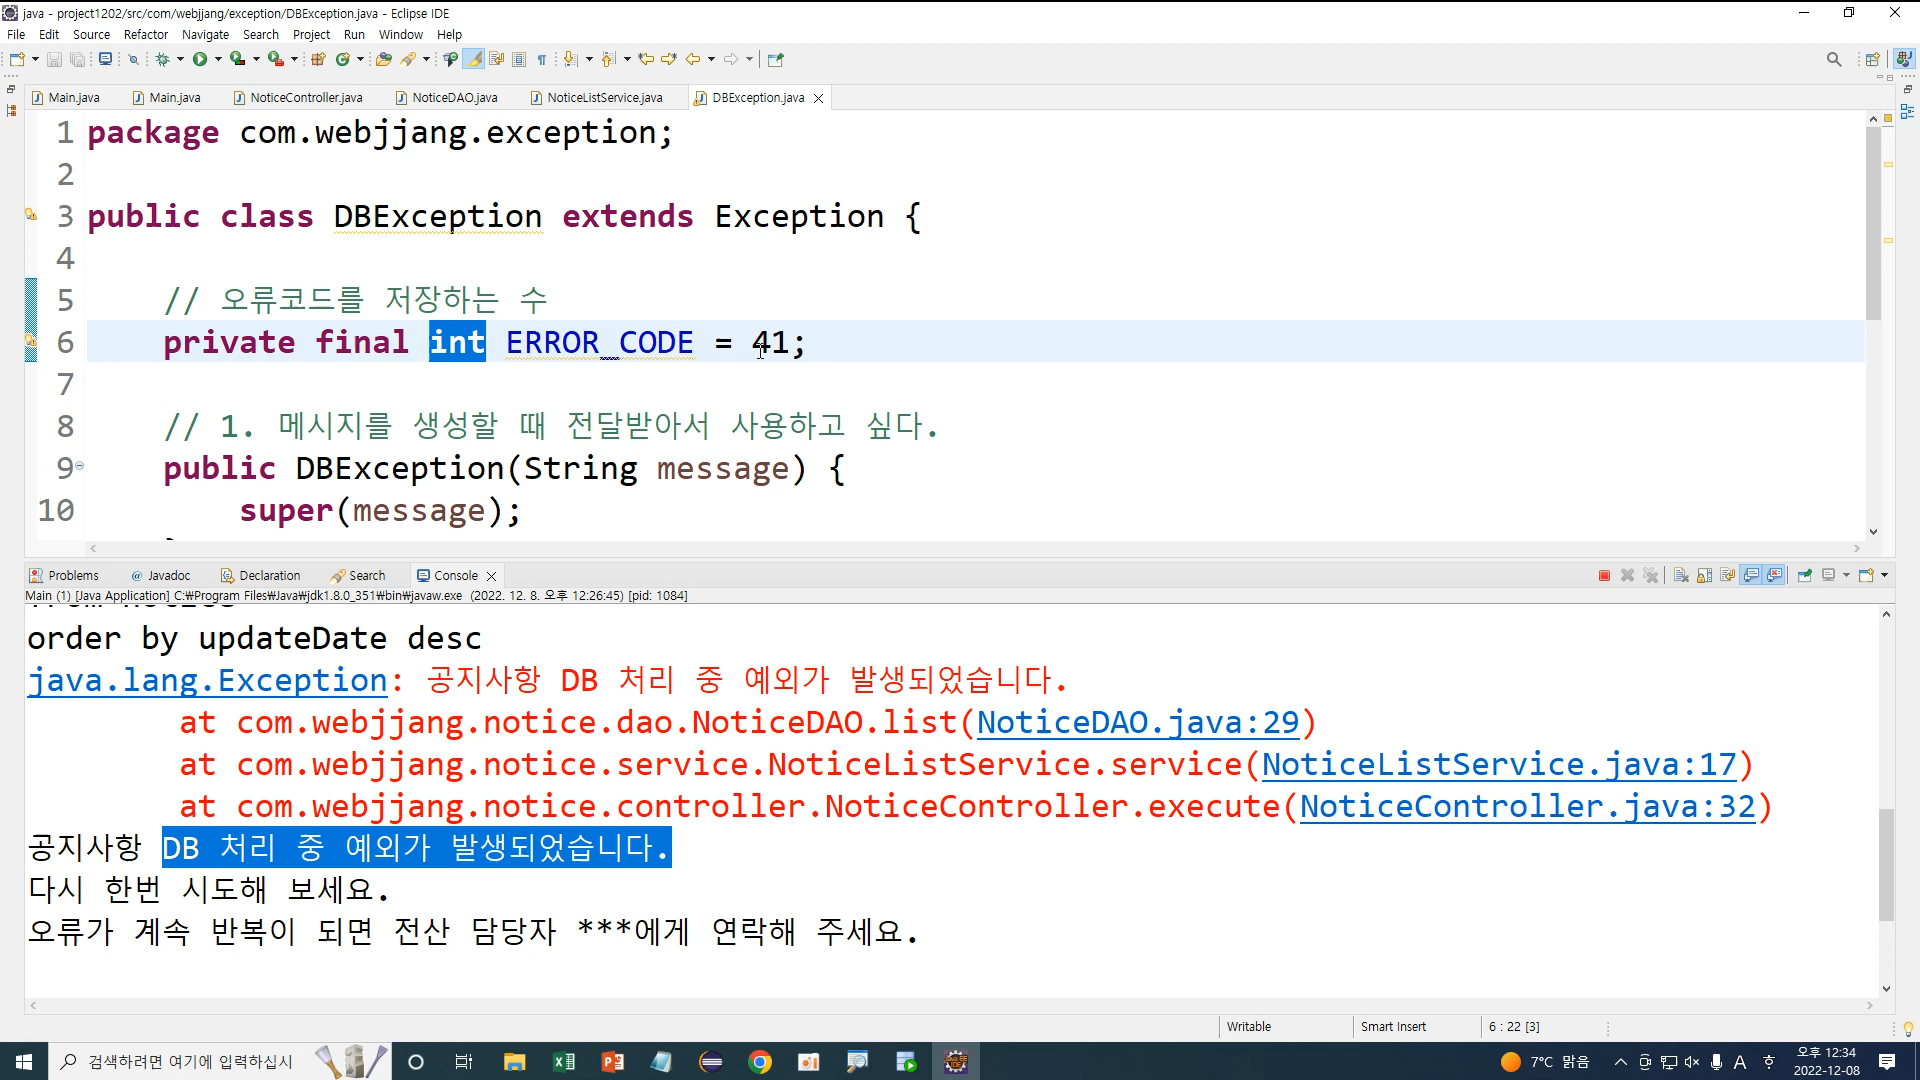 java - project1202/src/com/webjjang/exception/DBException.java - Eclipse IDE
File Edit Source Refactor Navigate Search Project Run Window Help
Main.java Main.java NoticeController.java NoticeDAO.java NoticeListService.java DBException.java
1 package com.webjjang.exception;
2
3 public class DBException extends Exception {
4
5 // 오류코드를 저장하는 수
6 private final int ERROR_CODE = 41;
7
8 // 1. 메시지를 생성할 때 전달받아서 사용하고 싶다.
9 public DBException(String message) {
10 super(message);
Problems @ Javadoc Declaration Search Console
Main (1) [Java Application] C:₩Program Files₩Java₩jdk1.8.0_351₩bin₩javaw.exe (2022. 12. 8. 오후 12:26:45) [pid: 1084]
order by updateDate desc
java.lang.Exception: 공지사항 DB 처리 중 예외가 발생되었습니다.
at com.webjjang.notice.dao.NoticeDAO.list(NoticeDAO.java:29)
at com.webjjang.notice.service.NoticeListService.service(NoticeListService.java:17)
at com.webjjang.notice.controller.NoticeController.execute(NoticeController.java:32)
공지사항 DB 처리 중 예외가 발생되었습니다.
다시 한번 시도해 보세요.
오류가 계속 반복이 되면 전산 담당자 ***에게 연락해 주세요.
Writable Smart Insert 6 : 22 [3]
검색하려면 여기에 입력하십시 7°C 맑음 A 후 오후 12:34
2022-12-08